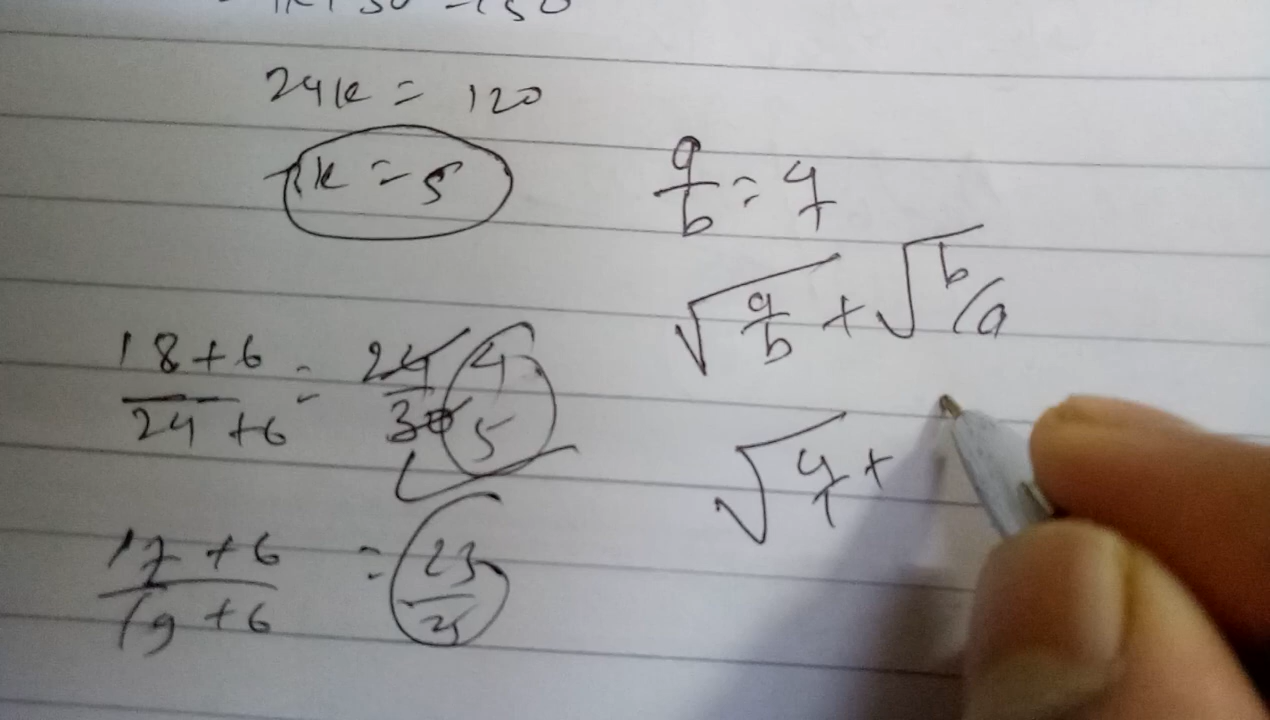 24k = 120
k = 5
a/b = 4/1
√a/b + √b/a
18+6/24+6 = 24/30 4/5
√4/1 +
17+6/19+6 = 23/25